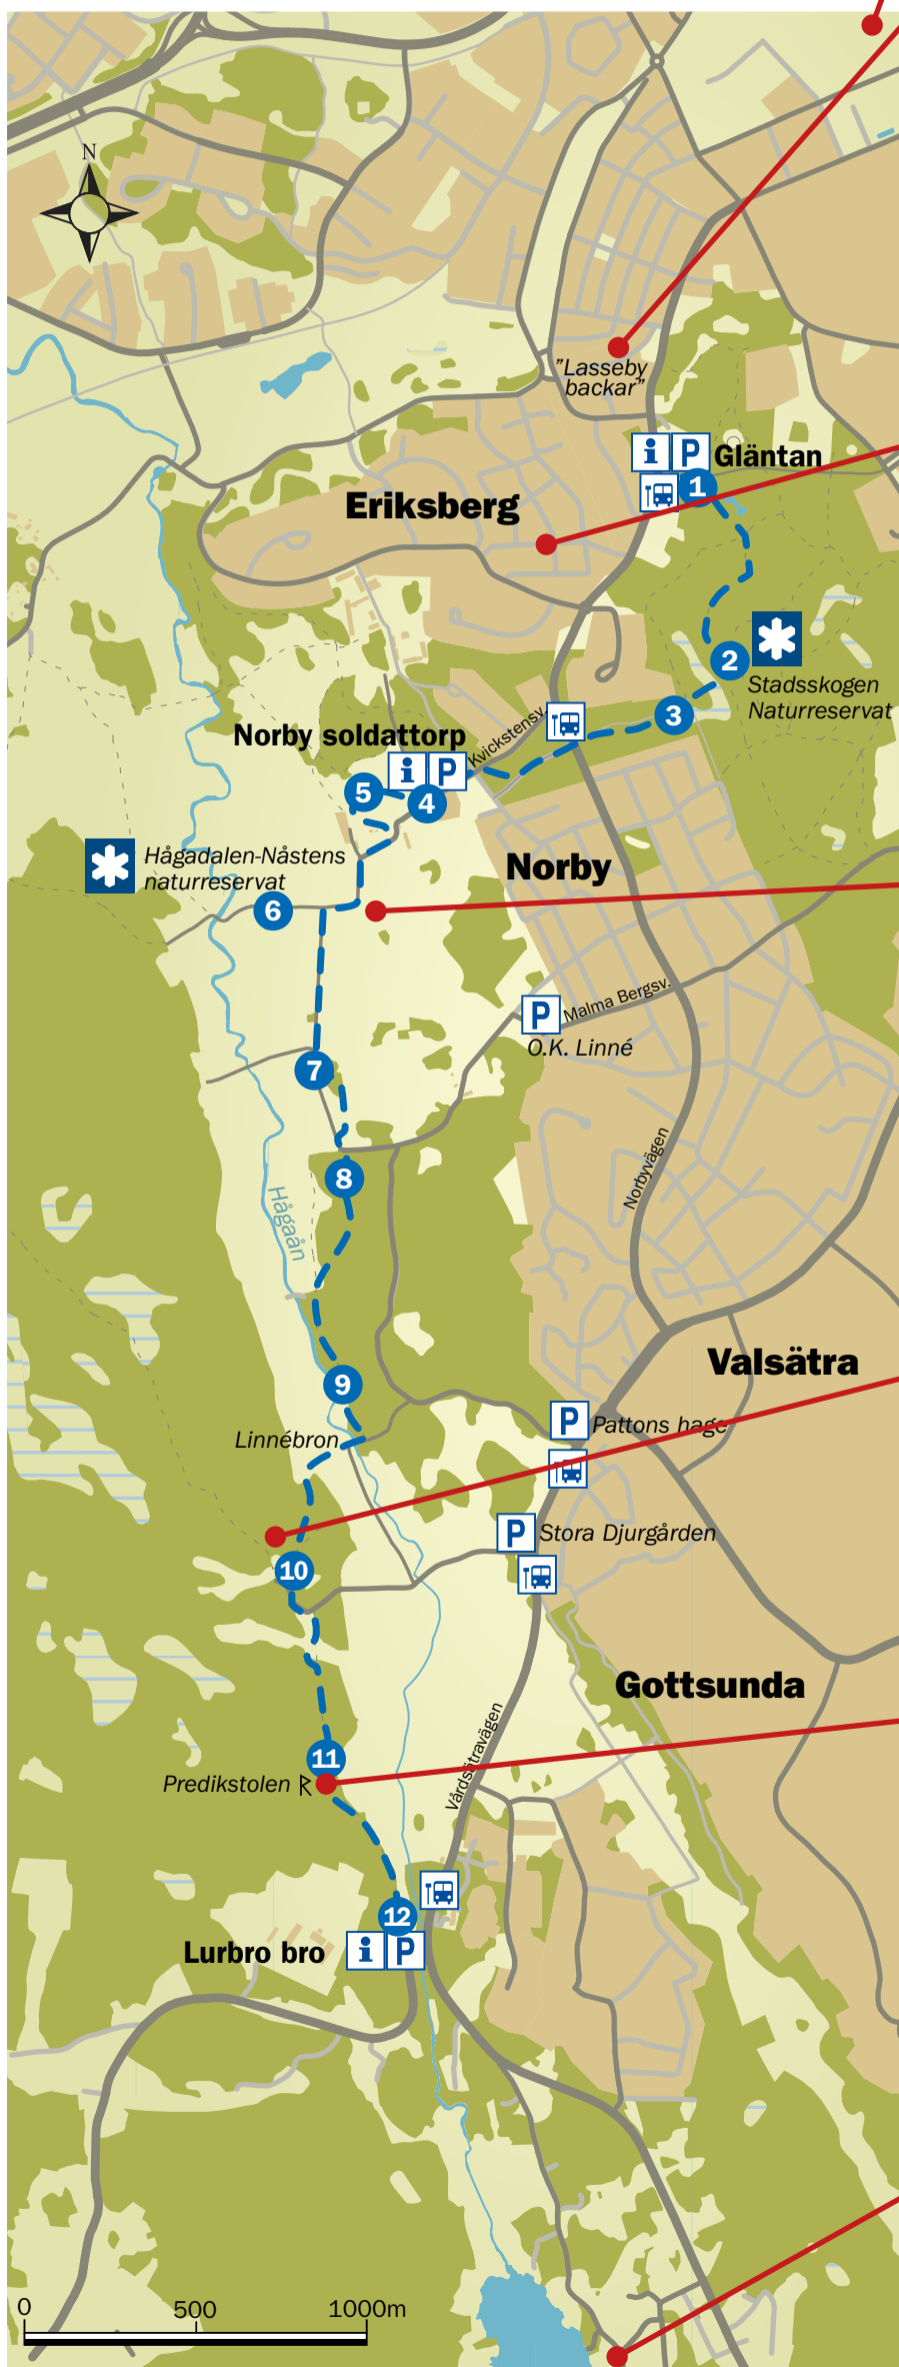 N
"Lasseby
backar"
i P Gläntan
1
Eriksberg
2
Stadsskogen
Naturreservat
3
Norby soldattorp
Kvickstensv.
i P
5
4
Hågadalen-Nåstens
naturreservat
Norby
6
P Malma Bergsv.
O.K. Linné
7
Norbyvägen
8
Hågaån
Valsätra
9
P Pattons hage
Linnébron
P Stora Djurgården
10
Gottsunda
Vårdsätravägen
11
Predikstolen R
12
Lurbro bro i P
0 500 1000m